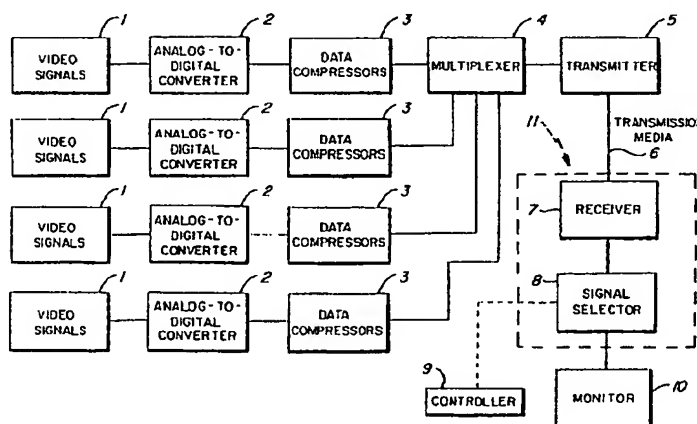 1
2
3
4
5
VIDEO
SIGNALS
ANALOG-TO-
DIGITAL
CONVERTER
DATA
COMPRESSORS
MULTIPLEXER
TRANSMITTER
1
2
3
VIDEO
SIGNALS
ANALOG-TO-
DIGITAL
CONVERTER
DATA
COMPRESSORS
11
TRANSMISSION
MEDIA
6
1
2
3
VIDEO
SIGNALS
ANALOG-TO-
DIGITAL
CONVERTER
DATA
COMPRESSORS
7
RECEIVER
1
2
3
VIDEO
SIGNALS
ANALOG-TO-
DIGITAL
CONVERTER
DATA
COMPRESSORS
8
SIGNAL
SELECTOR
9
CONTROLLER
MONITOR
10